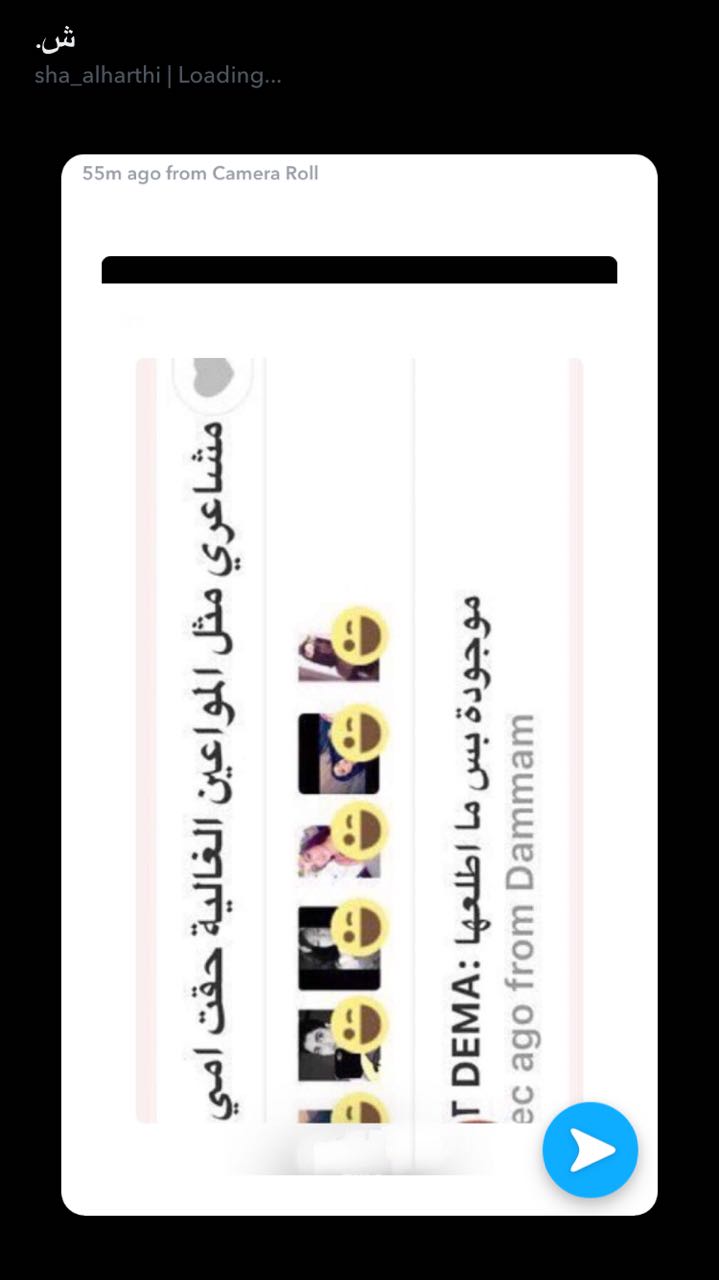 ش.
sha_alharthi | Loading...
55m ago from Camera Roll
مشاعري مثل المواعين الغالية حقت امي
T DEMA: موجودة بس ما اطلعها
ec ago from Dammam